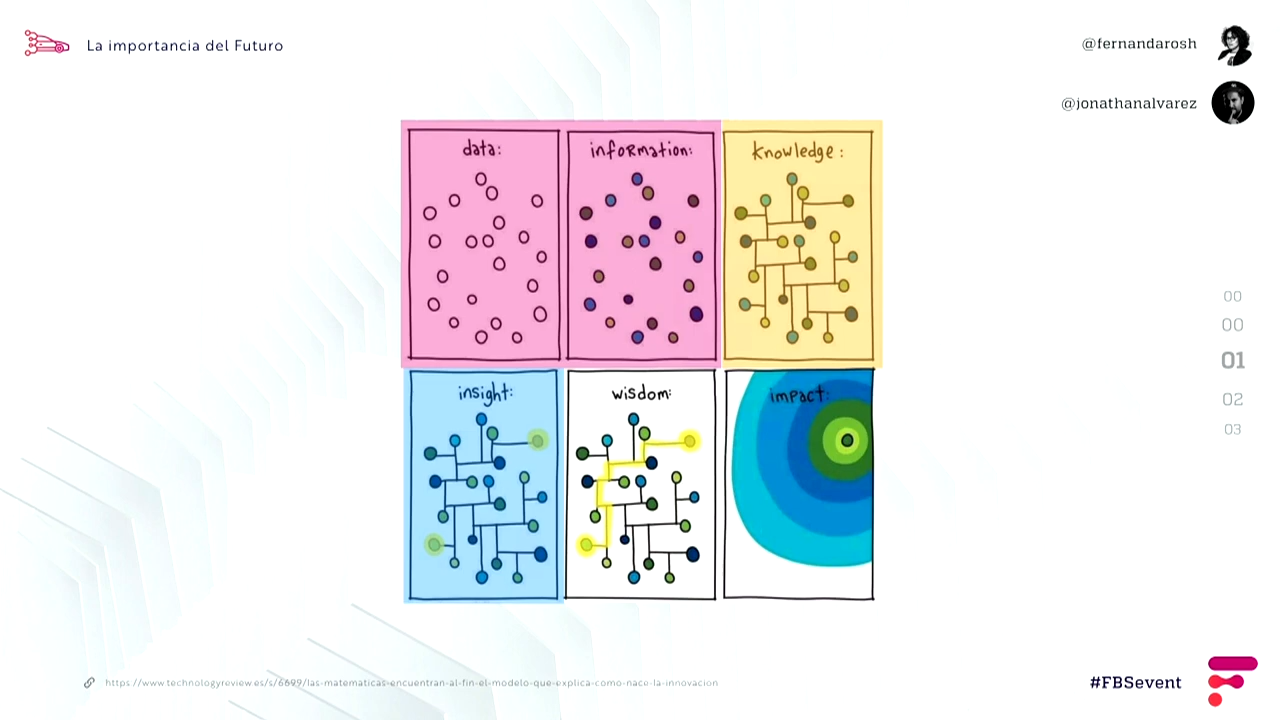 La importancia del Futuro
@fernandarosh
@jonathanalvarez
data:
information:
knowledge:
insight:
wisdom:
impact:
00
00
01
02
03
https://www.technologyreview.es/s/6699/las-matematicas-encuentran-al-fin-el-modelo-que-explica-como-nace-la-innovacion
#FBSevent